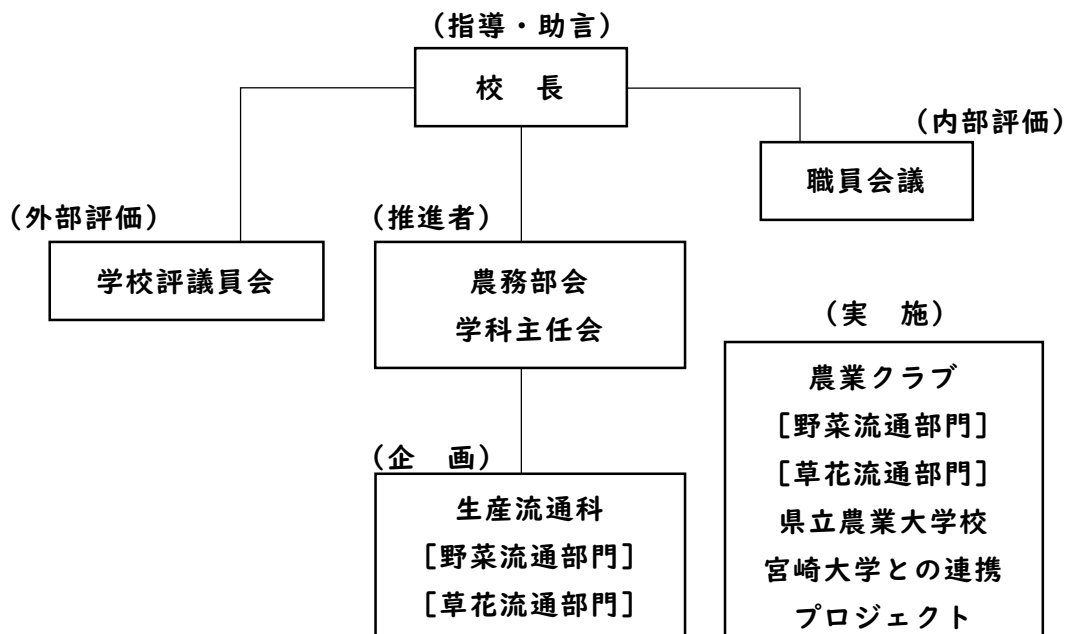 (指導・助言)
校 長
(内部評価)
職員会議
(外部評価)
学校評議員会
(推進者)
農務部会
学科主任会
(実 施)
農業クラブ
[野菜流通部門]
[草花流通部門]
県立農業大学校
宮崎大学との連携
プロジェクト
(企 画)
生産流通科
[野菜流通部門]
[草花流通部門]